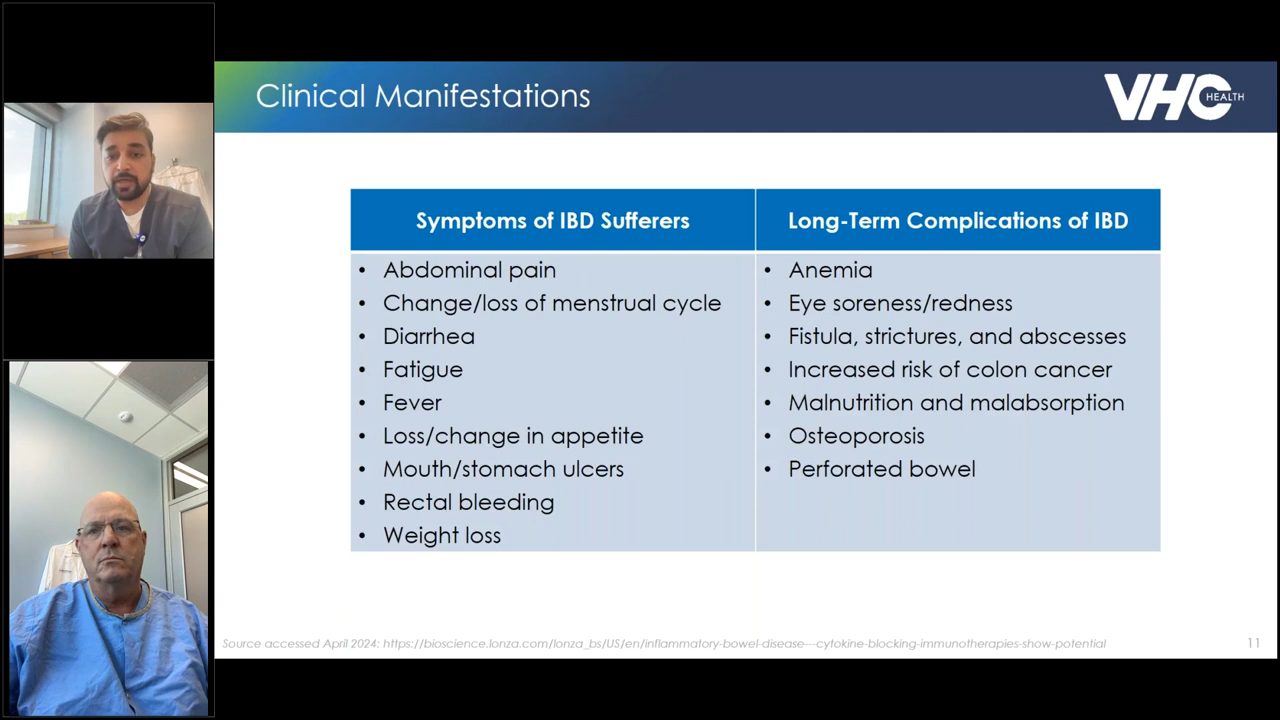 Clinical Manifestations
VHC HEALTH
Symptoms of IBD Sufferers
• Abdominal pain
• Change/loss of menstrual cycle
• Diarrhea
• Fatigue
• Fever
• Loss/change in appetite
• Mouth/stomach ulcers
• Rectal bleeding
• Weight loss
Long-Term Complications of IBD
• Anemia
• Eye soreness/redness
• Fistula, strictures, and abscesses
• Increased risk of colon cancer
• Malnutrition and malabsorption
• Osteoporosis
• Perforated bowel
Source accessed April 2024: https://bioscience.lonza.com/lonza_bs/US/en/inflammatory-bowel-disease---cytokine-blocking-immunotherapies-show-potential
11